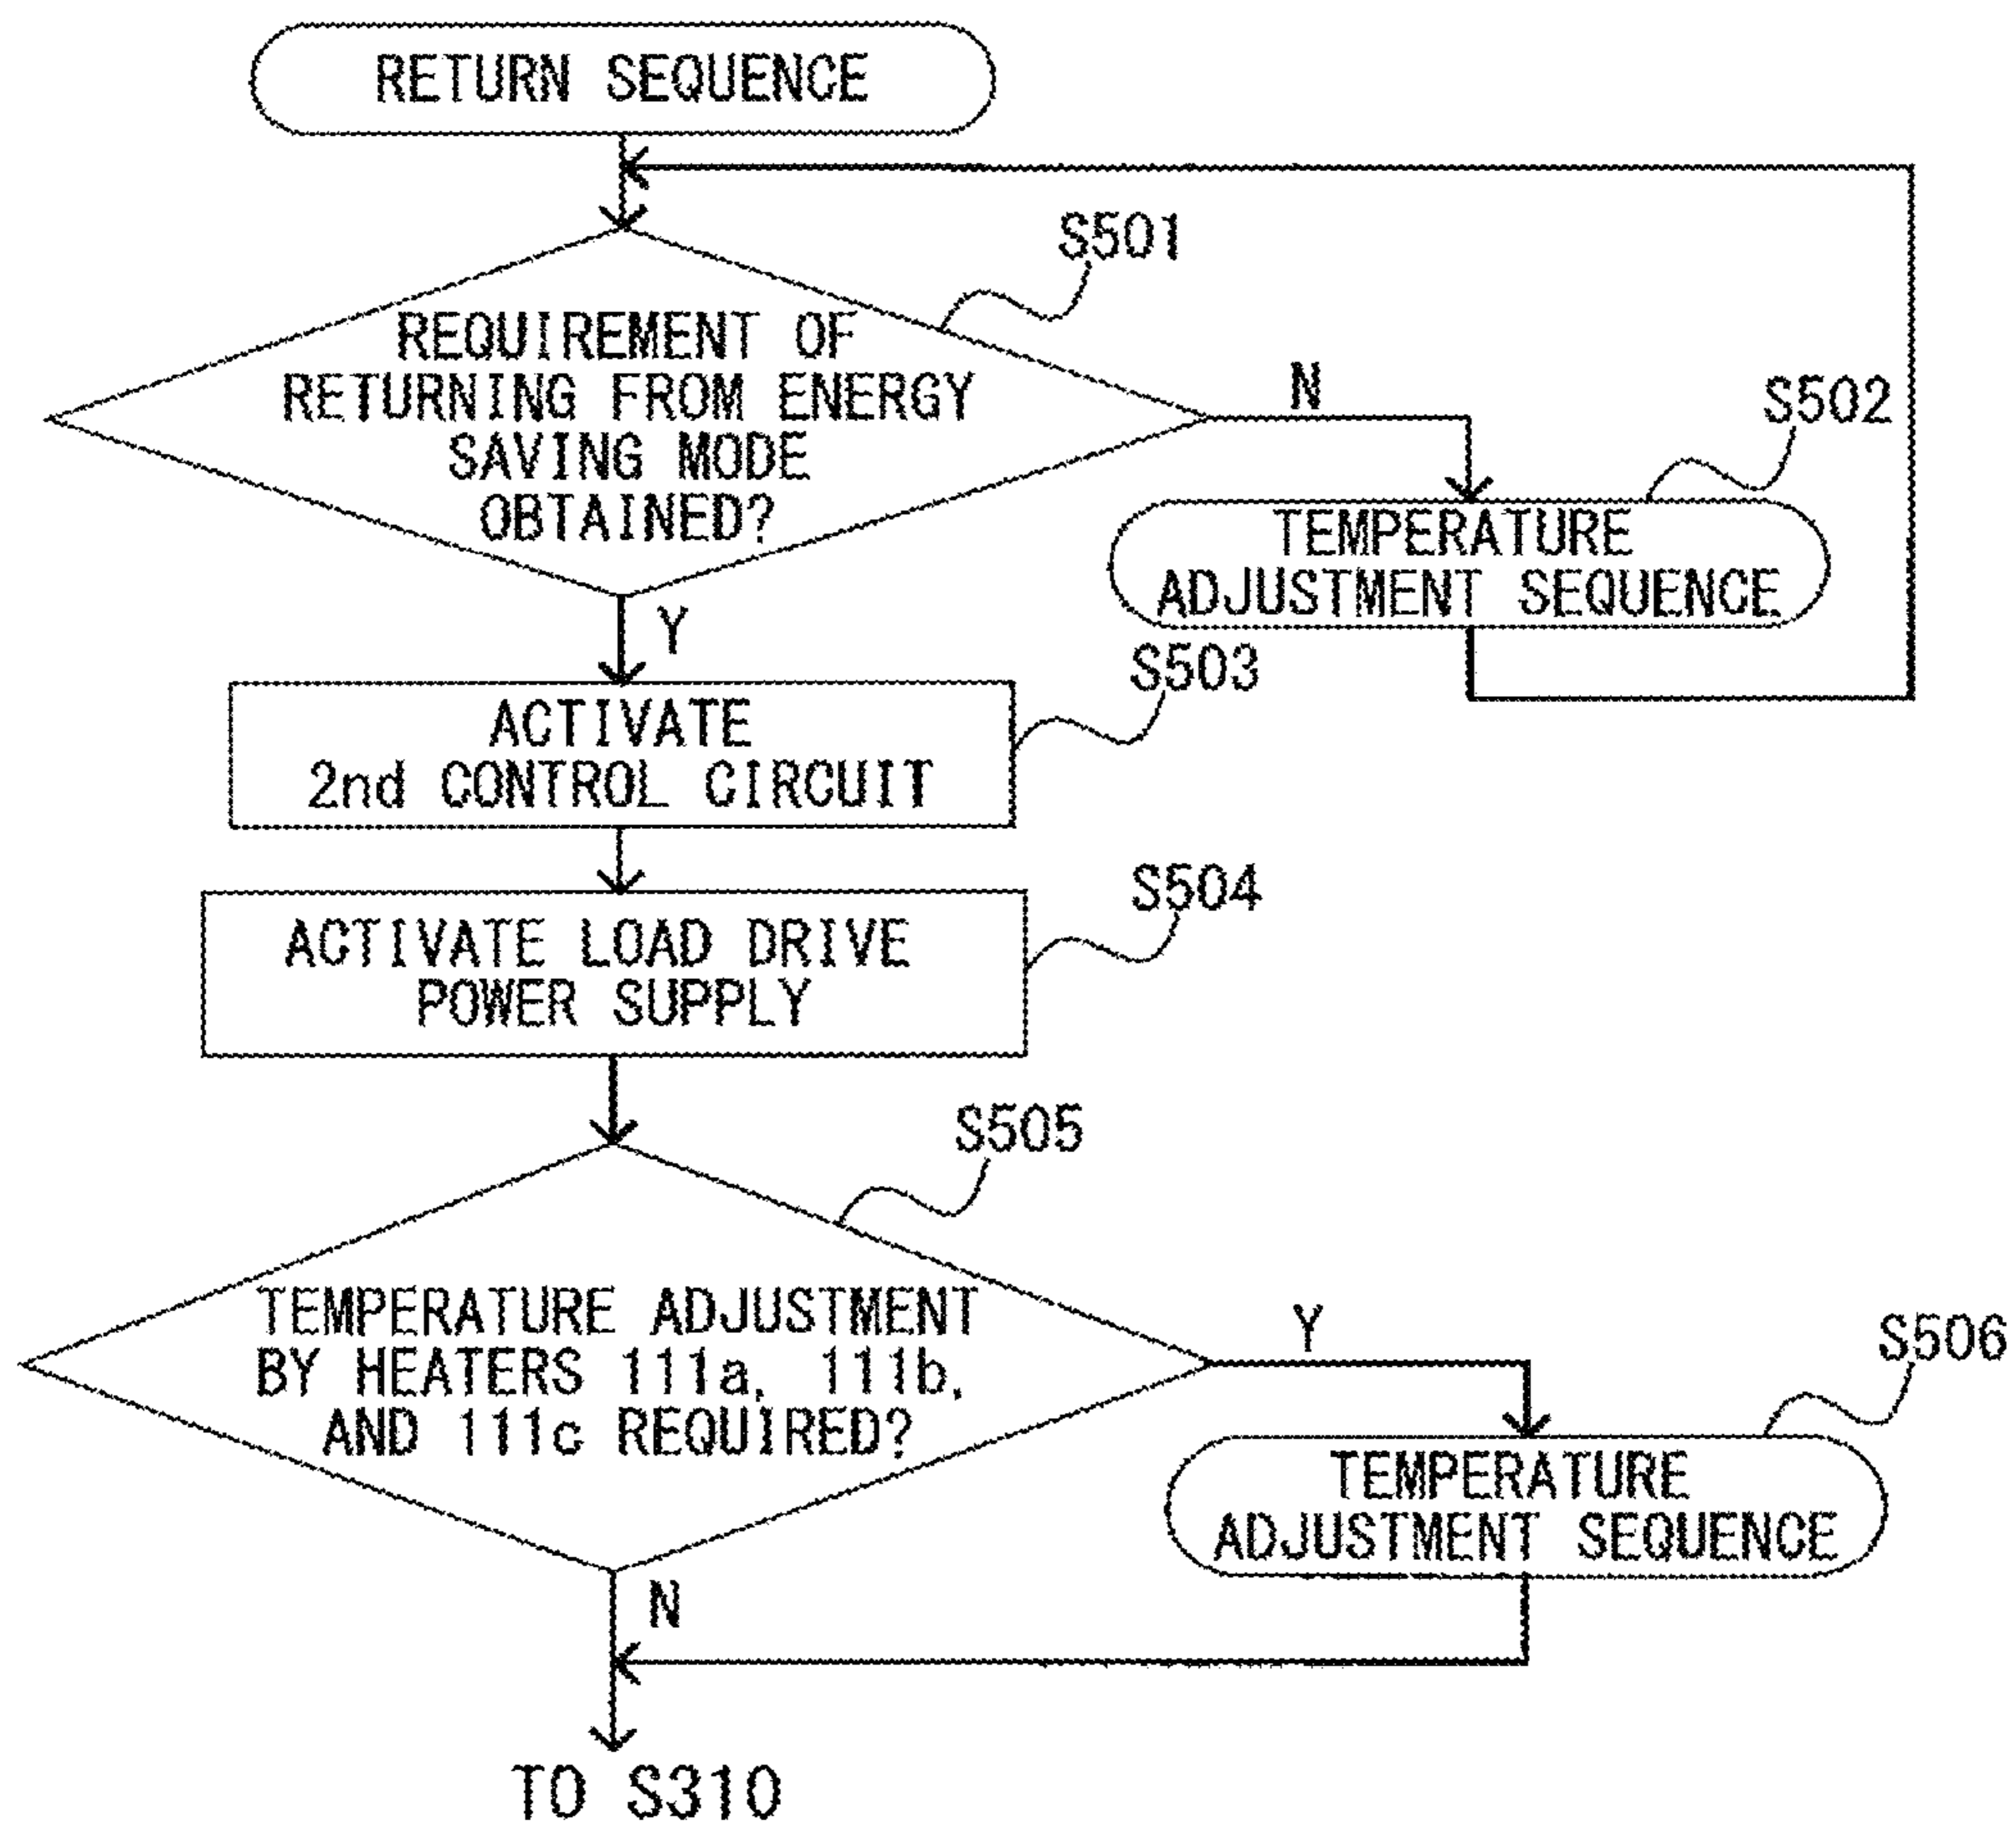 RETURN SEQUENCE
S501
REQUIREMENT OF
RETURNING FROM ENERGY
SAVING MODE
OBTAINED?
N
S502
TEMPERATURE
ADJUSTMENT SEQUENCE
Y
S503
ACTIVATE
2nd CONTROL CIRCUIT
S504
ACTIVATE LOAD DRIVE
POWER SUPPLY
S505
TEMPERATURE ADJUSTMENT
BY HEATERS 111a, 111b,
AND 111c REQUIRED?
Y
S506
TEMPERATURE
ADJUSTMENT SEQUENCE
N
TO S310